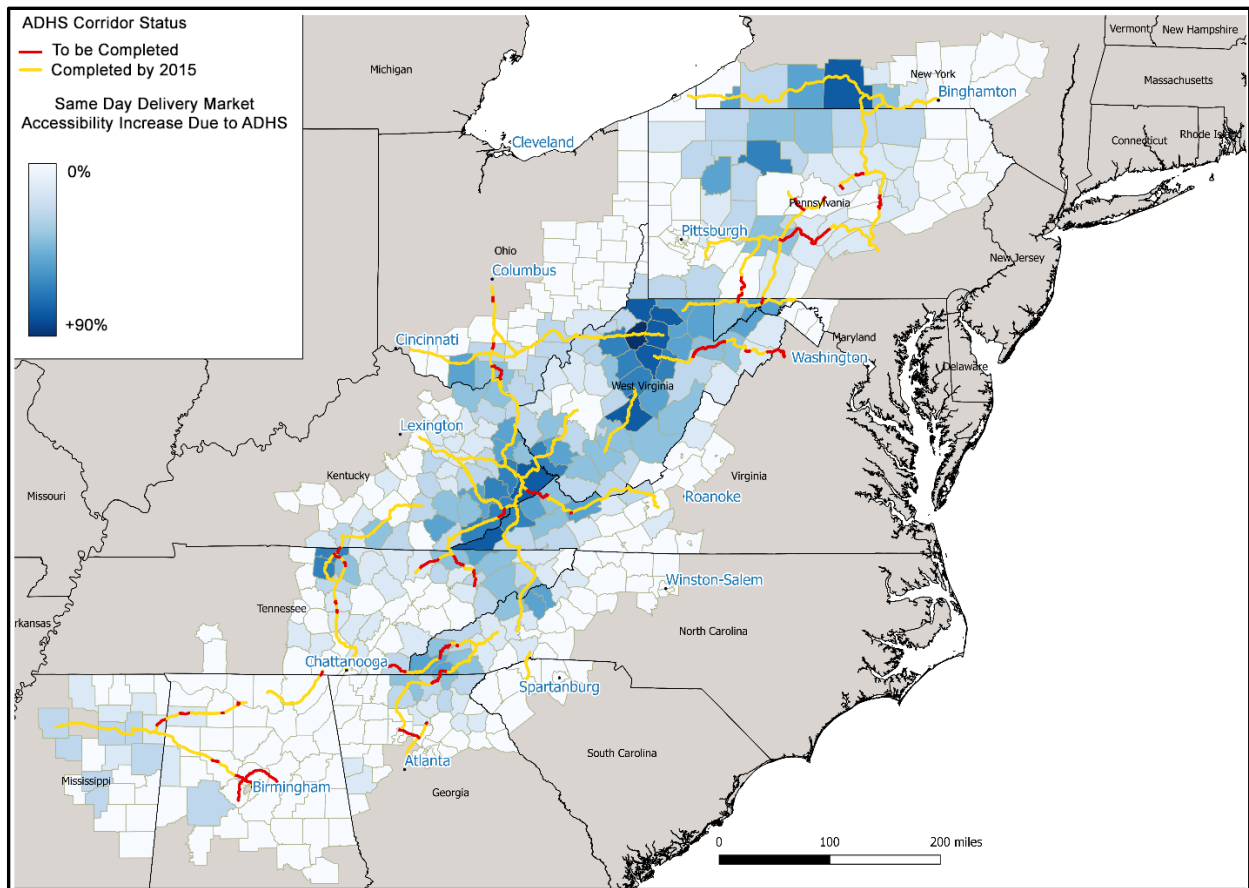 ADHS Corridor Status
To be Completed
Completed by 2015
Same Day Delivery Market
Accessibility Increase Due to ADHS
0%
+90%
Michigan
Vermont
New Hampshire
New York
Binghamton
Massachusetts
Connecticut
Rhode Island
Cleveland
Pennsylvania
Pittsburgh
Ohio
Columbus
New Jersey
Cincinnati
Maryland
Washington
Delaware
West Virginia
Lexington
Kentucky
Virginia
Roanoke
Missouri
Winston-Salem
Tennessee
North Carolina
Arkansas
Chattanooga
Spartanburg
South Carolina
Atlanta
Mississippi
Birmingham
Georgia
0
100
200 miles